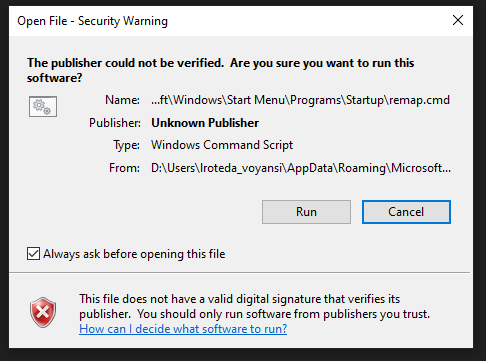 Open File - Security Warning
The publisher could not be verified. Are you sure you want to run this
software?
Name: ...ft\Windows\Start Menu\Programs\Startup\remap.cmd
Publisher: Unknown Publisher
Type: Windows Command Script
From: D:\Users\lroteda_voyansi\AppData\Roaming\Microsoft...
Run Cancel
Always ask before opening this file
This file does not have a valid digital signature that verifies its
publisher. You should only run software from publishers you trust.
How can I decide what software to run?